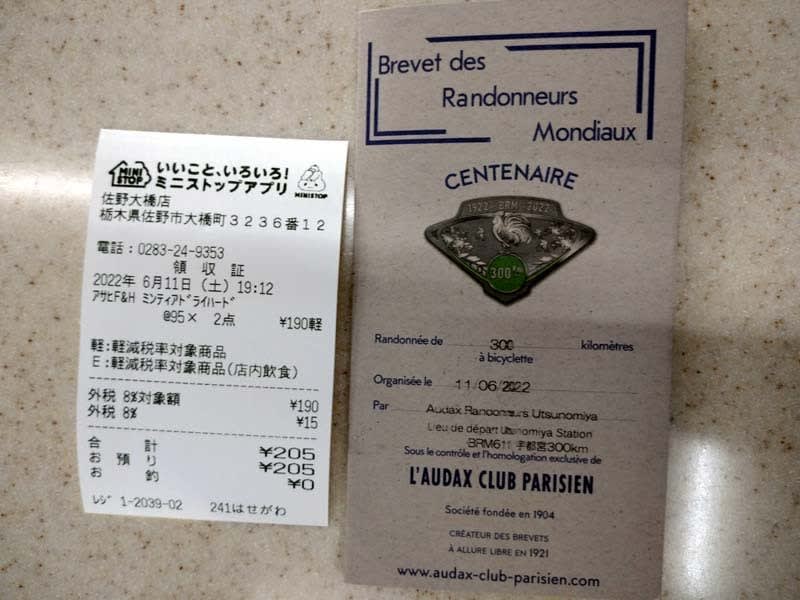 MINI STOP
いいこと、いろいろ!
ミニストップアプリ
MINISTOP
佐野大橋店
栃木県佐野市大橋町3236番12
電話:0283-24-9353
領 収 証
2022年 6月11日 (土) 19:12
アサヒF&H ミンティアドライハード
@95× 2点 ¥190軽
軽:軽減税率対象商品
E:軽減税率対象商品(店内飲食)
外税 8%対象額 ¥190
外税 8% ¥15
合 計 ¥205
お 預 り ¥205
お 釣 ¥0
レジ 1-2039-02 241はせがわ
Brevet des
Randonneurs
Mondiaux
CENTENAIRE
1922 - BRM - 2022
300
Randonnée de 300 kilomètres
à bicyclette
Organisée le 11/06/2022
Par Audax Randonneurs Utsunomiya
Lieu de départ Utsunomiya Station
BRM611 宇都宮300km
Sous le contrôle et l'homologation exclusive de
L'AUDAX CLUB PARISIEN
Société fondée en 1904
CRÉATEUR DES BREVETS
À ALLURE LIBRE EN 1921
www.audax-club-parisien.com